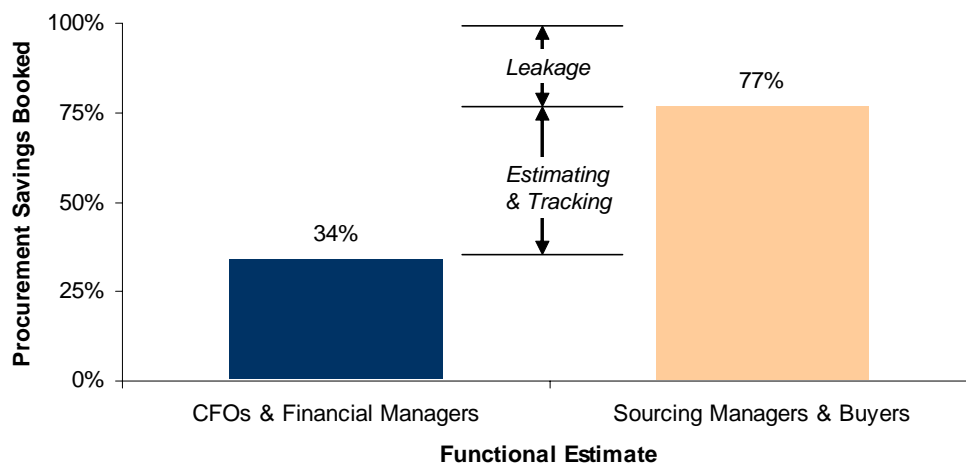 Procurement Savings Booked
100%
75%
50%
25%
0%
Leakage
Estimating
& Tracking
34%
77%
CFOs & Financial Managers
Sourcing Managers & Buyers
Functional Estimate